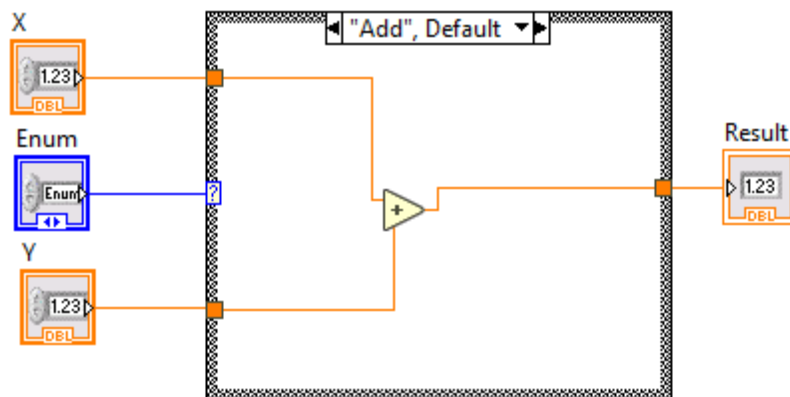 X
"Add", Default
1.23
DBL
Enum
Enum
?
+
Result
1.23
DBL
Y
1.23
DBL